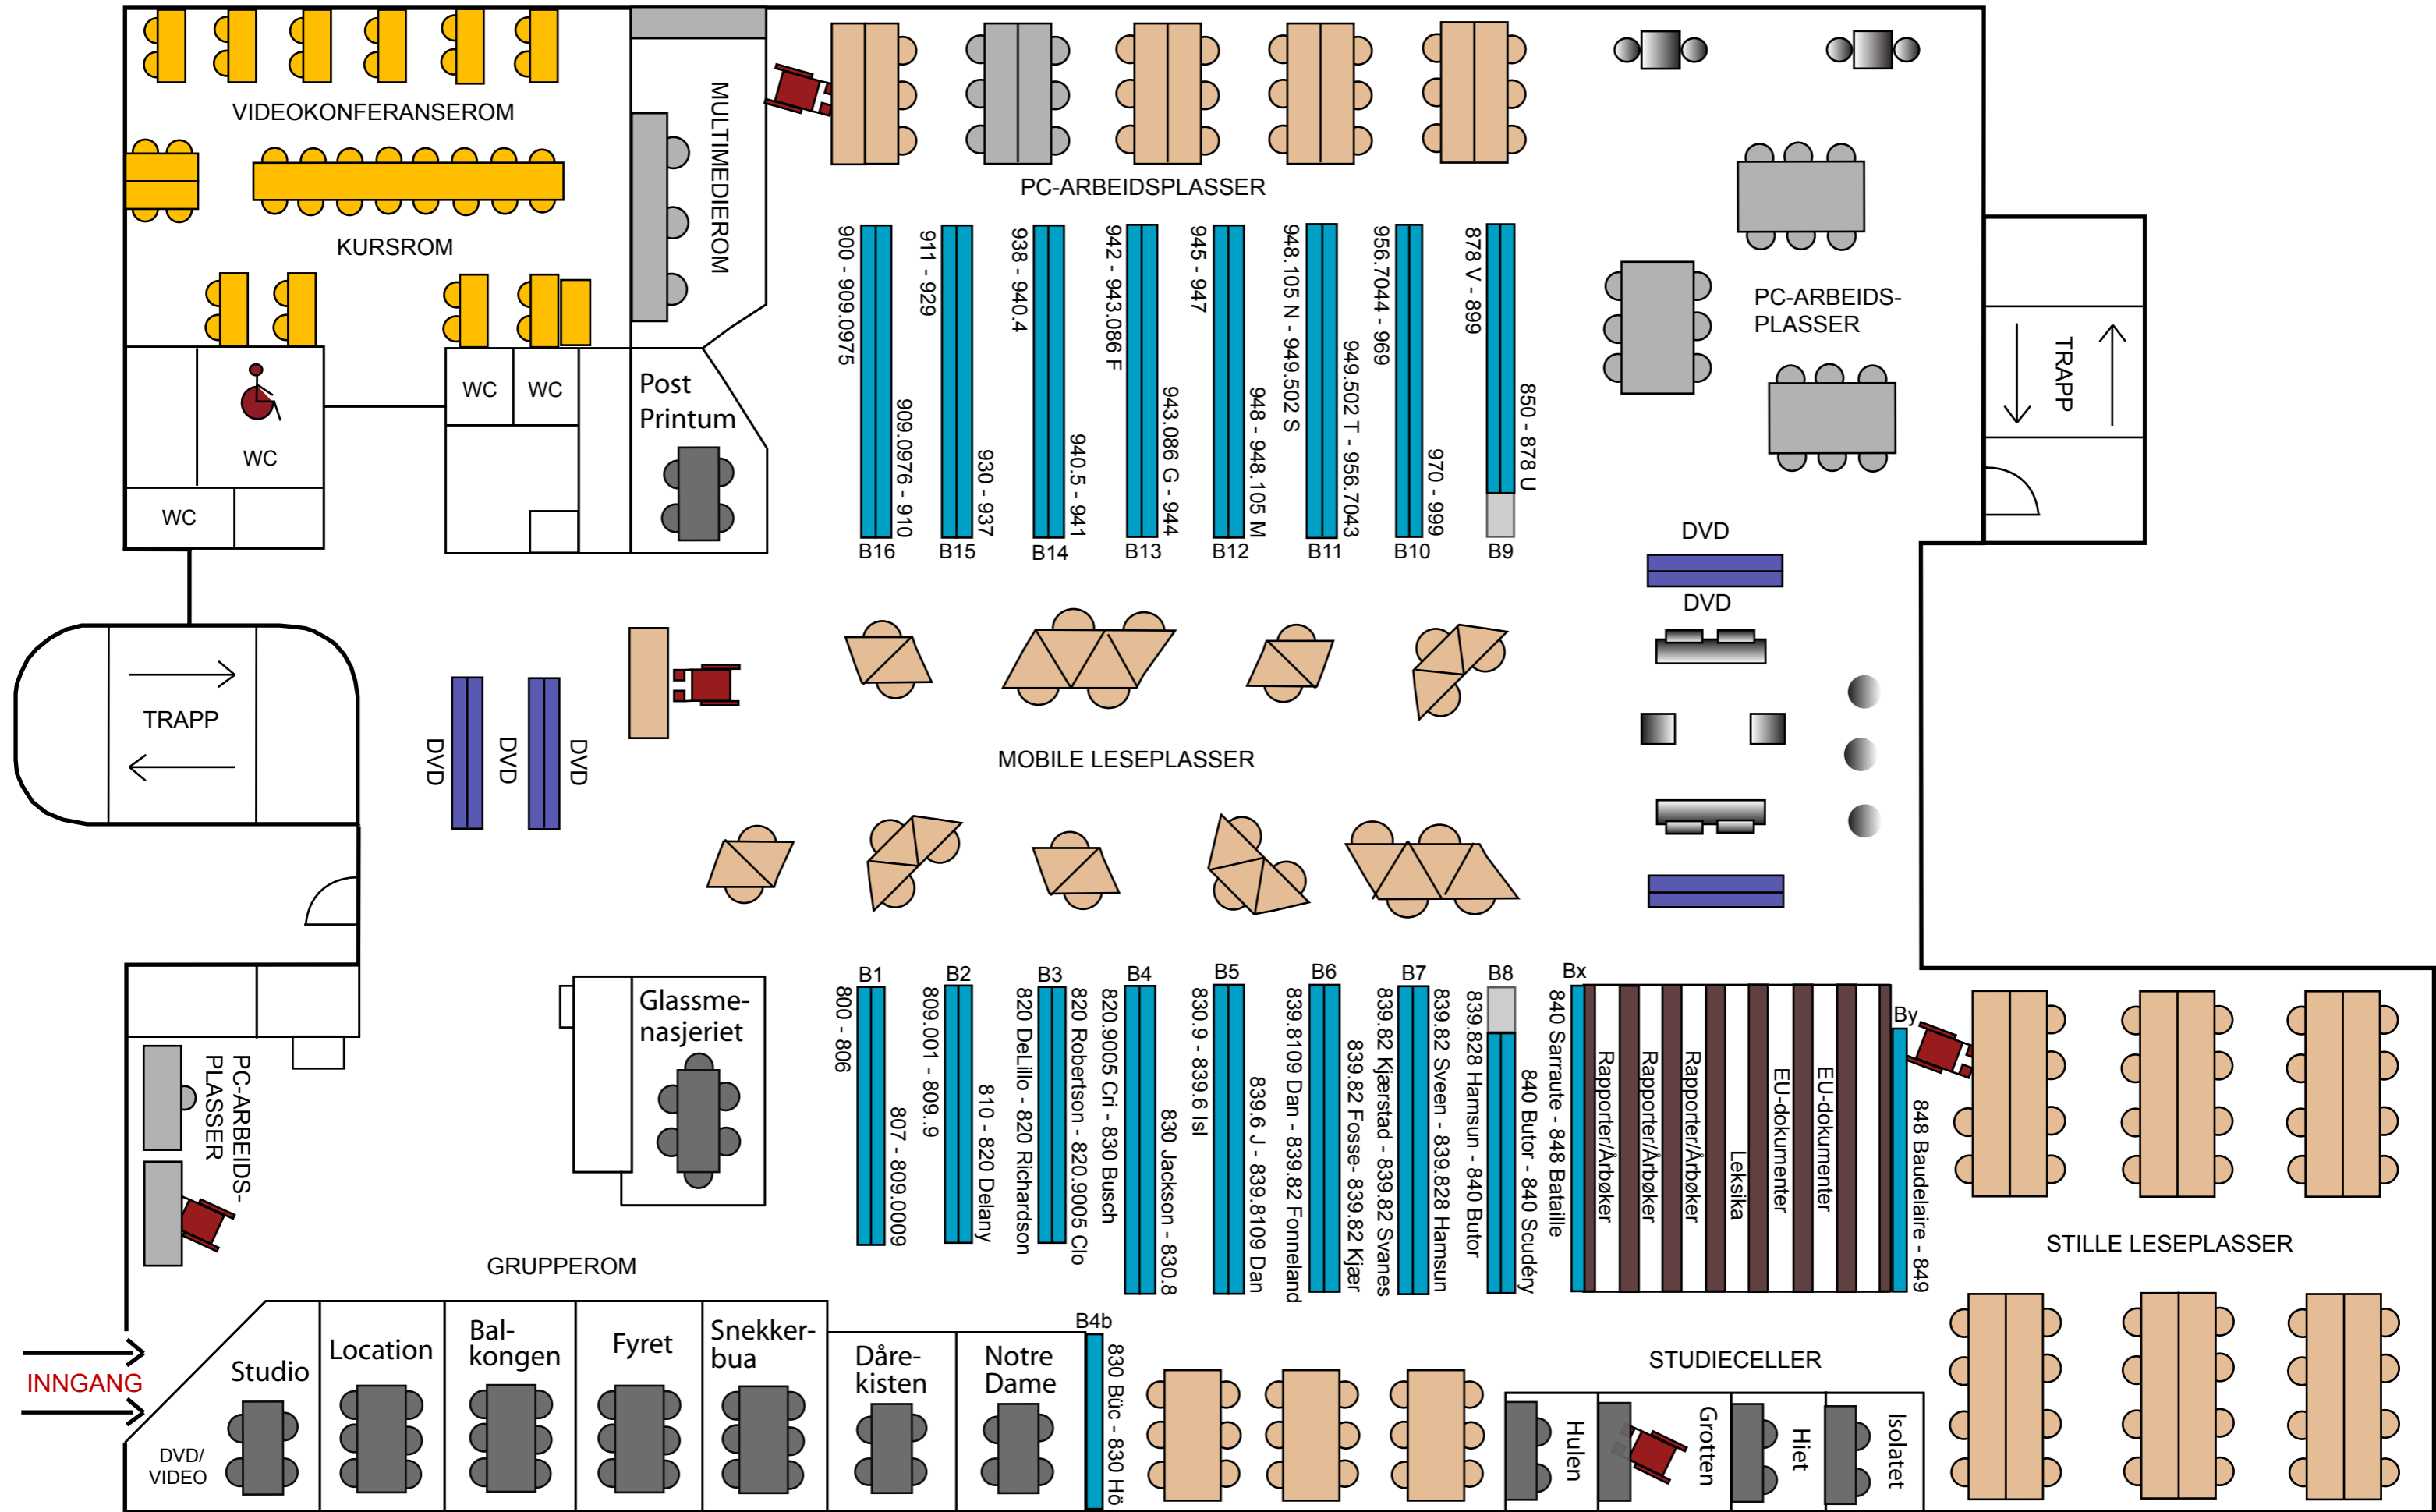 VIDEOKONFERANSEROM
KURSROM
MULTIMEDIEROM
PC-ARBEIDSPLASSER
WC
WC
WC
WC
Post
Printum
900 - 909.0975
909.0976 - 910
B16
911 - 929
930 - 937
B15
938 - 940.4
940.5 - 941
B14
942 - 943.086 F
943.086 G - 944
B13
945 - 947
948 - 948.105 M
B12
948.105 N - 949.502 S
949.502 T - 956.7043
B11
956.7044 - 969
970 - 999
B10
878 V - 899
850 - 878 U
B9
PC-ARBEIDS-
PLASSER
TRAPP
DVD
DVD
TRAPP
DVD
DVD
DVD
MOBILE LESEPLASSER
PC-ARBEIDS-
PLASSER
Glassme-
nasjeriet
B1
800 - 806
807 - 809.0009
B2
809.001 - 809..9
810 - 820 Delany
B3
820 DeLillo - 820 Richardson
820 Robertson - 820.9005 Clo
B4
820.9005 Cri - 830 Busch
830 Jackson - 830.8
B5
830.9 - 839.6 Isl
839.6 J - 839.8109 Dan
B6
839.8109 Dan - 839.82 Fonneland
839.82 Fosse- 839.82 Kjær
B7
839.82 Kjærstad - 839.82 Svanes
839.82 Sveen - 839.828 Hamsun
B8
839.828 Hamsun - 840 Butor
840 Butor - 840 Scudéry
Bx
840 Sarraute - 848 Bataille
Rapporter/Årbøker
Rapporter/Årbøker
Rapporter/Årbøker
Leksika
EU-dokumenter
EU-dokumenter
By
848 Baudelaire - 849
STILLE LESEPLASSER
GRUPPEROM
INNGANG
DVD/
VIDEO
Studio
Location
Bal-
kongen
Fyret
Snekker-
bua
Dåre-
kisten
Notre
Dame
B4b
830 Büc - 830 Hö
STUDIECELLER
Hulen
Grotten
Hiet
Isolatet